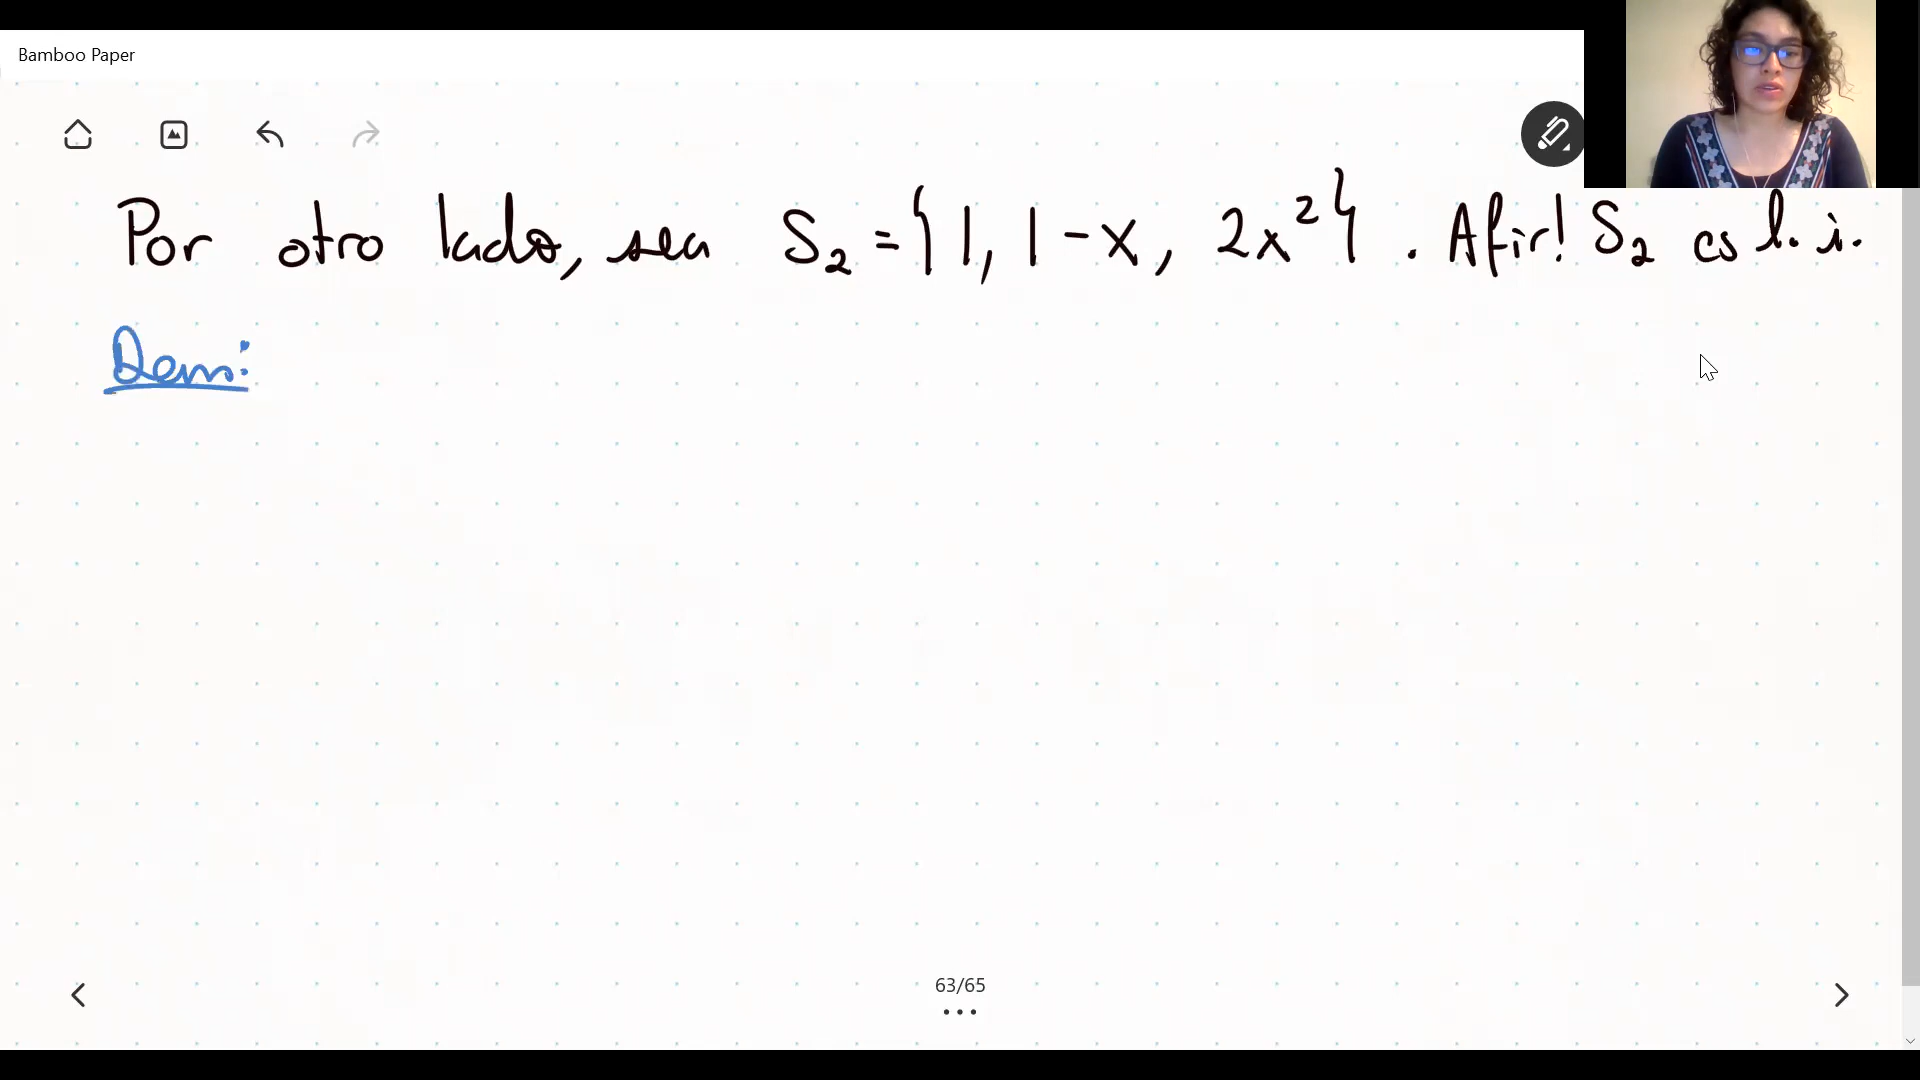 Bamboo Paper
Por otro lado, sea S₂ = {1, 1-x, 2x²}. Afir! S₂ es l.i.
Dem:
63/65